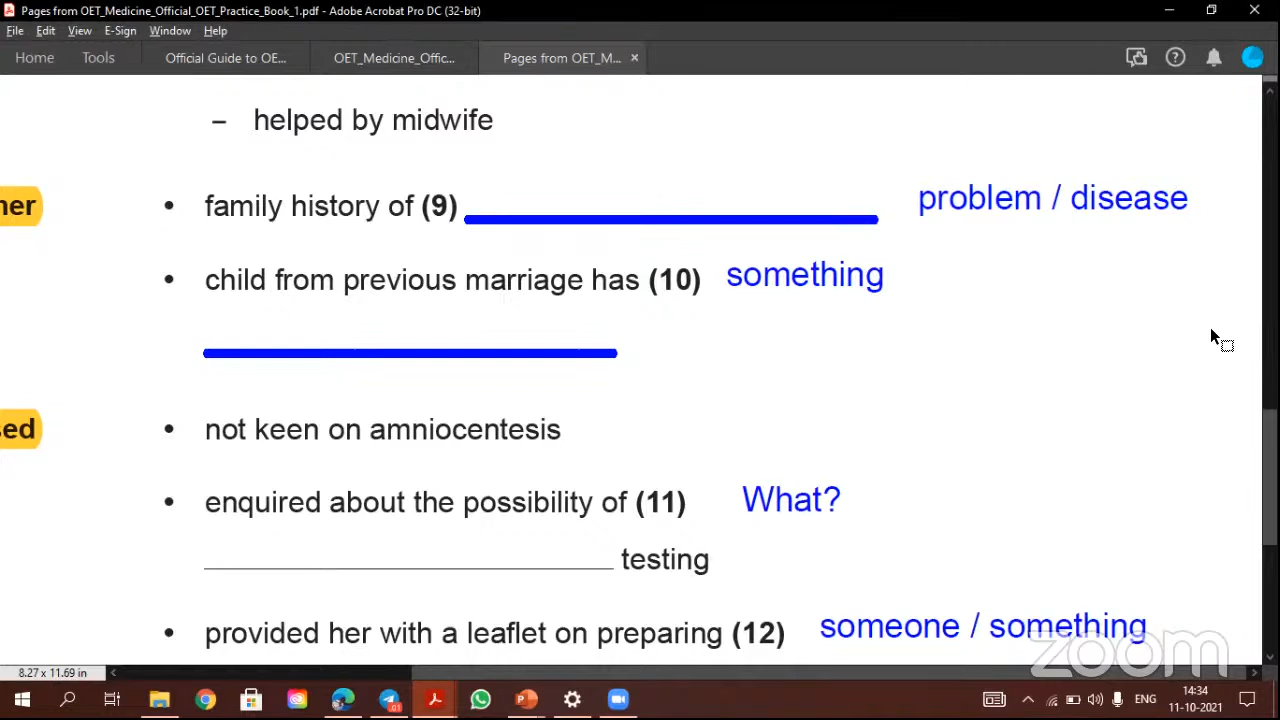 Pages from OET_Medicine_Official_OET_Practice_Book_1.pdf - Adobe Acrobat Pro DC (32-bit)
File Edit View E-Sign Window Help
Home Tools Official Guide to OE... OET_Medicine_Offic... Pages from OET_M... ×
– helped by midwife
her • family history of (9) problem / disease
• child from previous marriage has (10) something
sed • not keen on amniocentesis
• enquired about the possibility of (11) What?
testing
• provided her with a leaflet on preparing (12) someone / something
zoom
8.27 x 11.69 in
ENG 14:34
11-10-2021